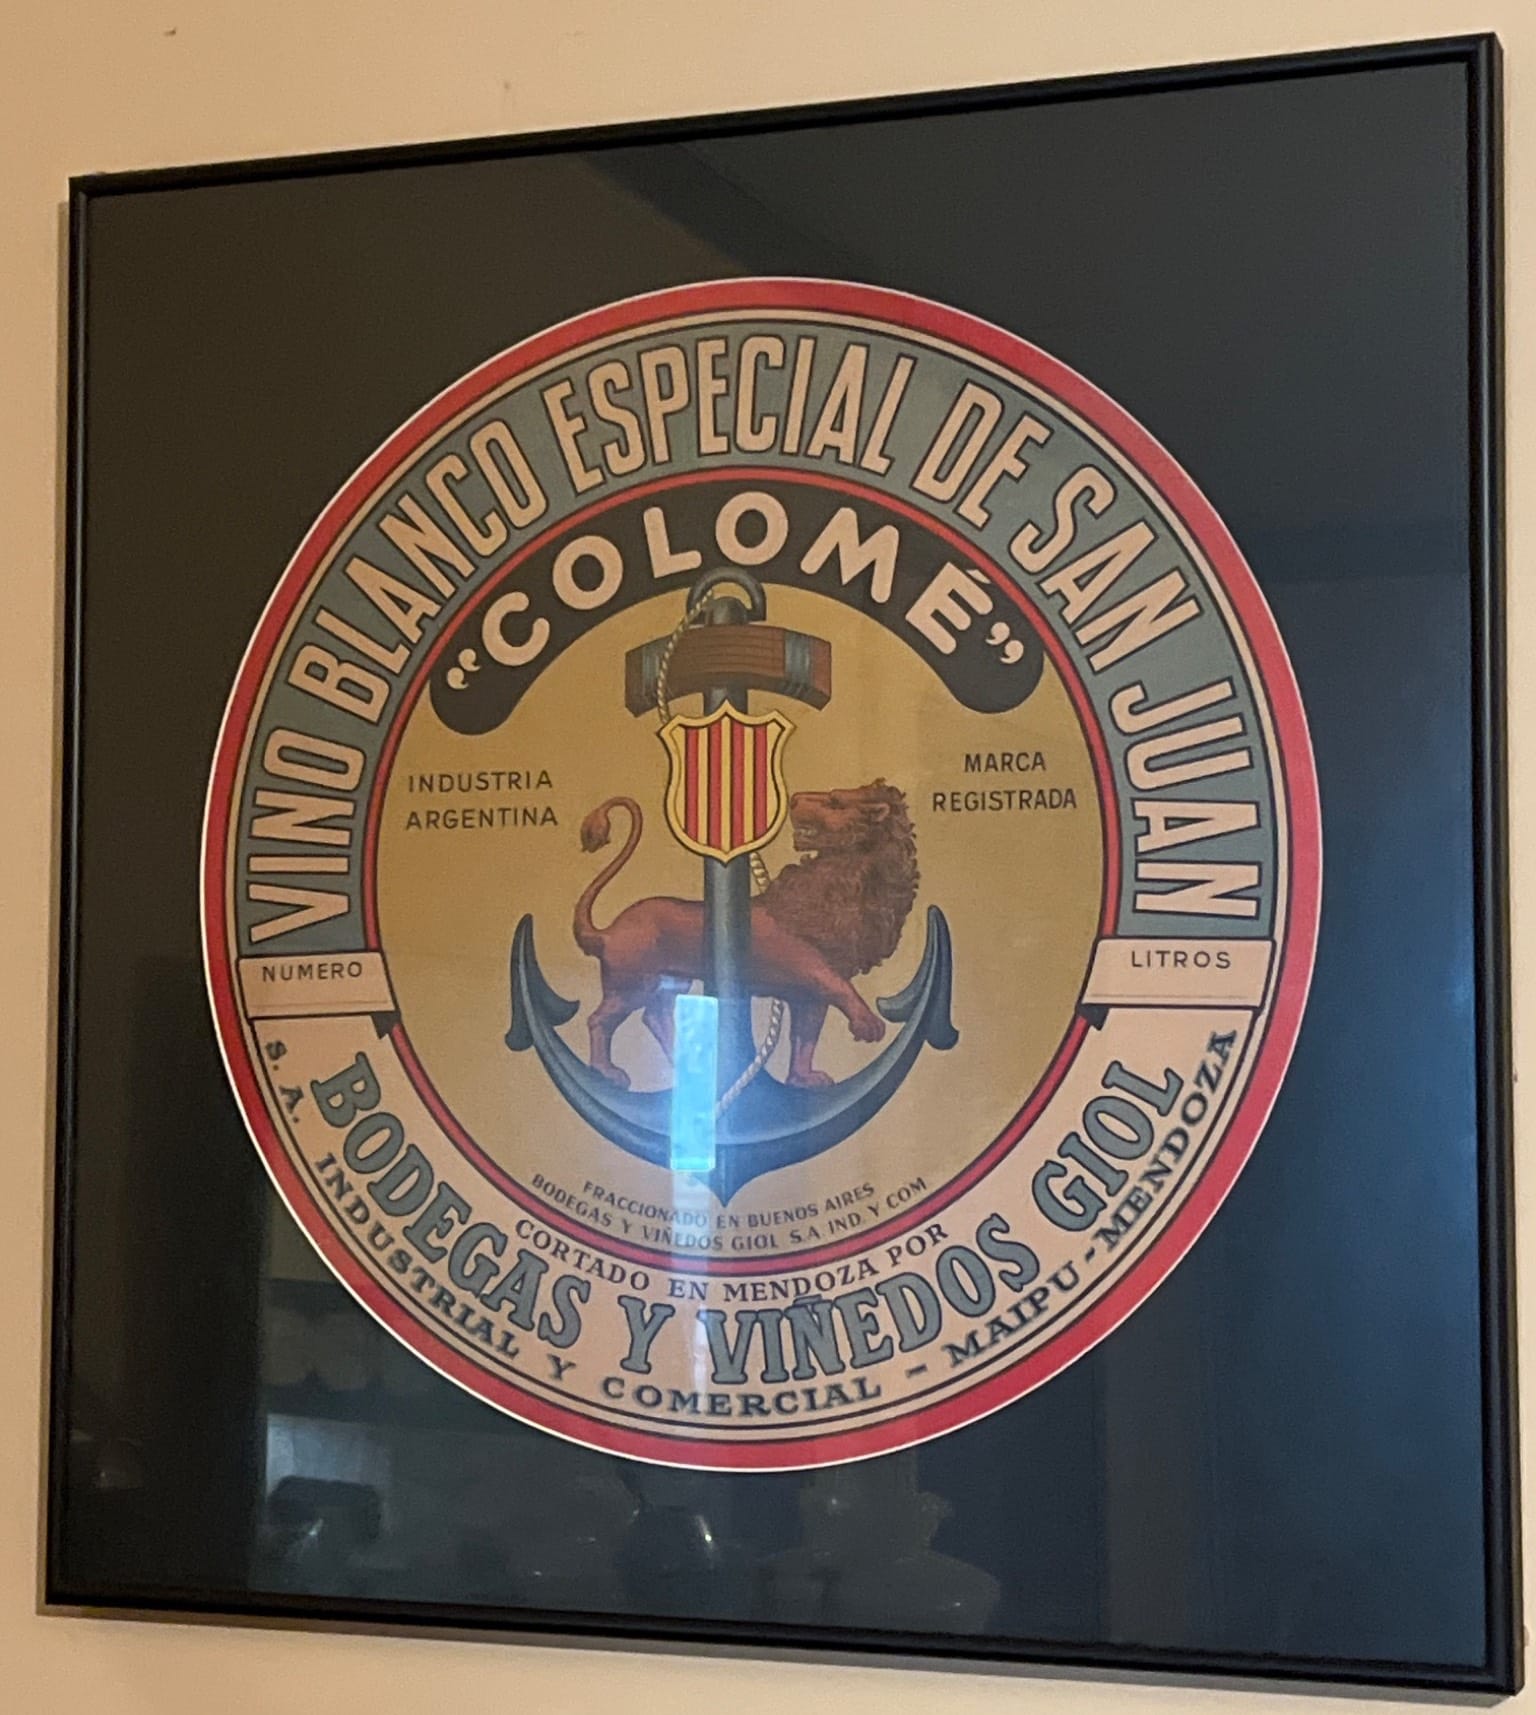 VINO BLANCO ESPECIAL DE SAN JUAN
"COLOMÉ"
INDUSTRIA
ARGENTINA
MARCA
REGISTRADA
NUMERO
LITROS
FRACCIONADO EN BUENOS AIRES
BODEGAS Y VIÑEDOS GIOL S.A IND. Y COM
CORTADO EN MENDOZA POR
BODEGAS Y VIÑEDOS GIOL
S. A. INDUSTRIAL Y COMERCIAL - MAIPU - MENDOZA